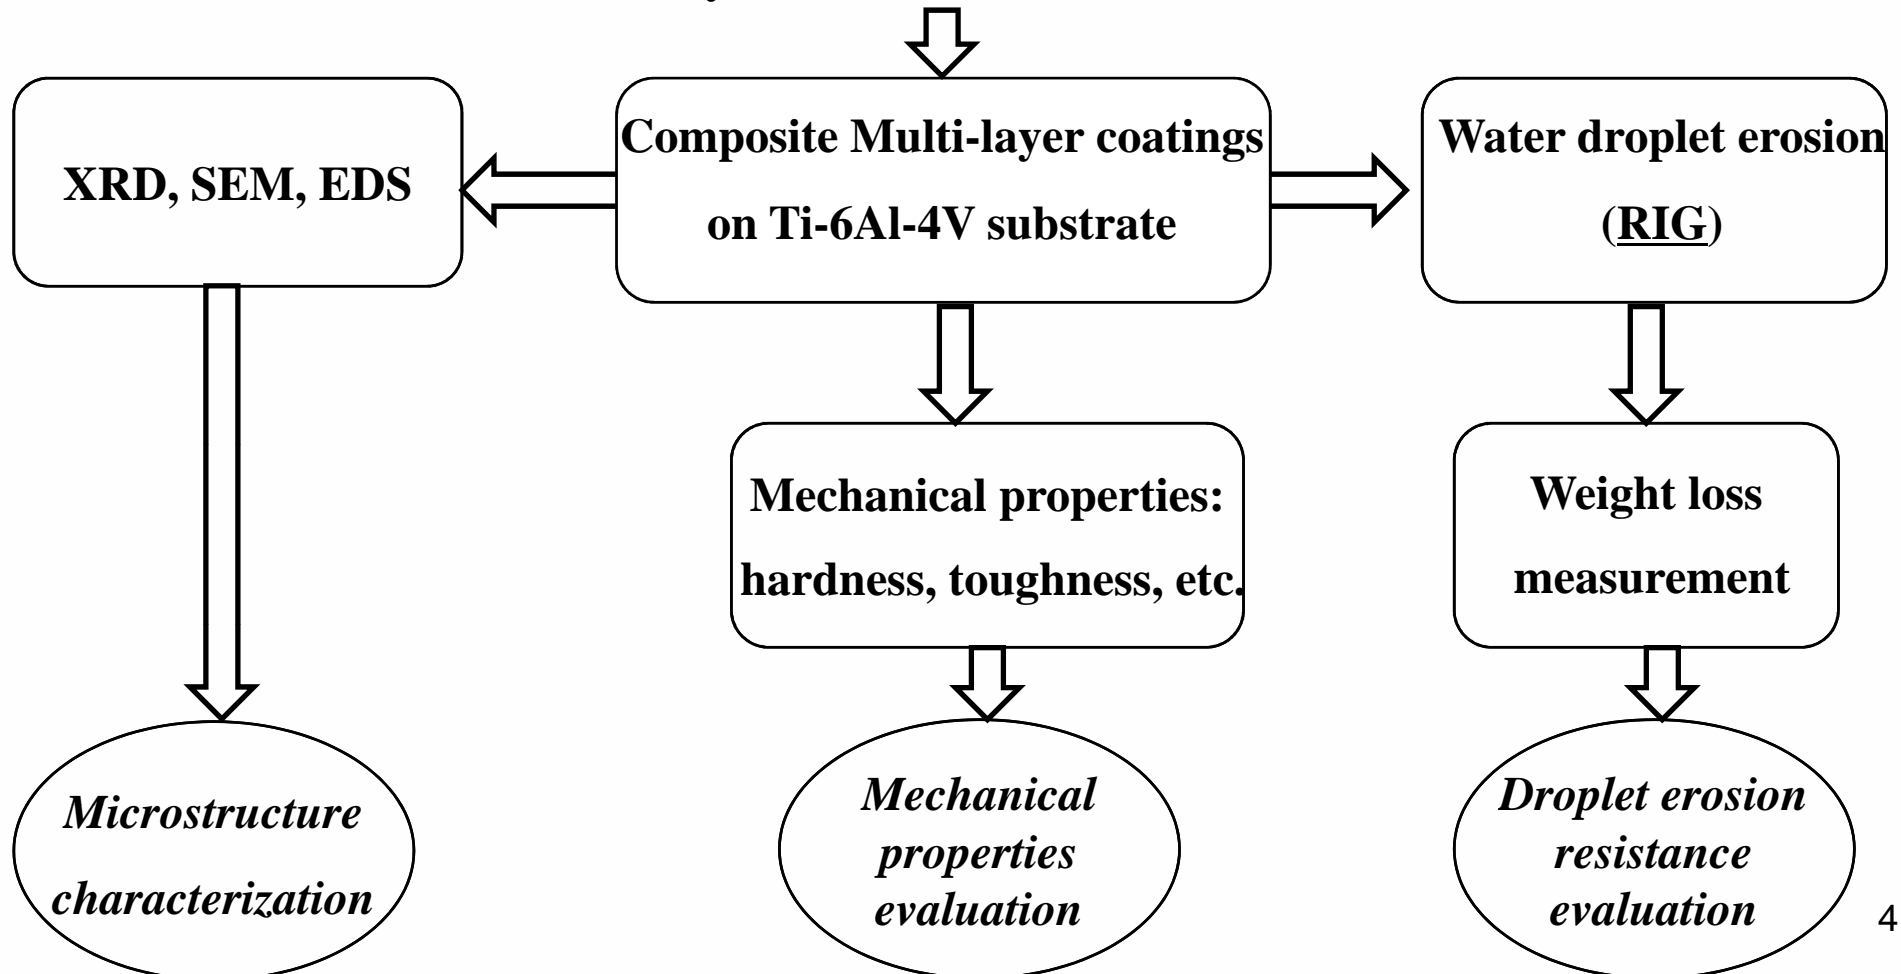 XRD, SEM, EDS
Composite Multi-layer coatings
on Ti-6Al-4V substrate
Water droplet erosion
(RIG)
Mechanical properties:
hardness, toughness, etc.
Weight loss
measurement
Microstructure
characterization
Mechanical
properties
evaluation
Droplet erosion
resistance
evaluation
4